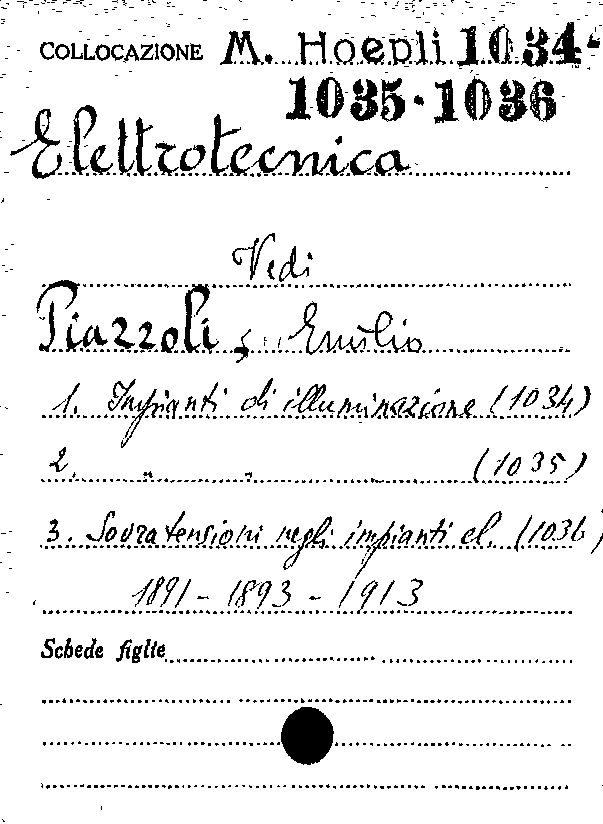 COLLOCAZIONE M. Hoepli 1034-
1035·1036
Elettrotecnica
Vedi
Piazzoli, Emilio
1. Impianti di illuminazione (1034)
2. " " (1035)
3. Sovratensioni negli impianti el. (1036)
1891 - 1893 - 1913
Schede figlie